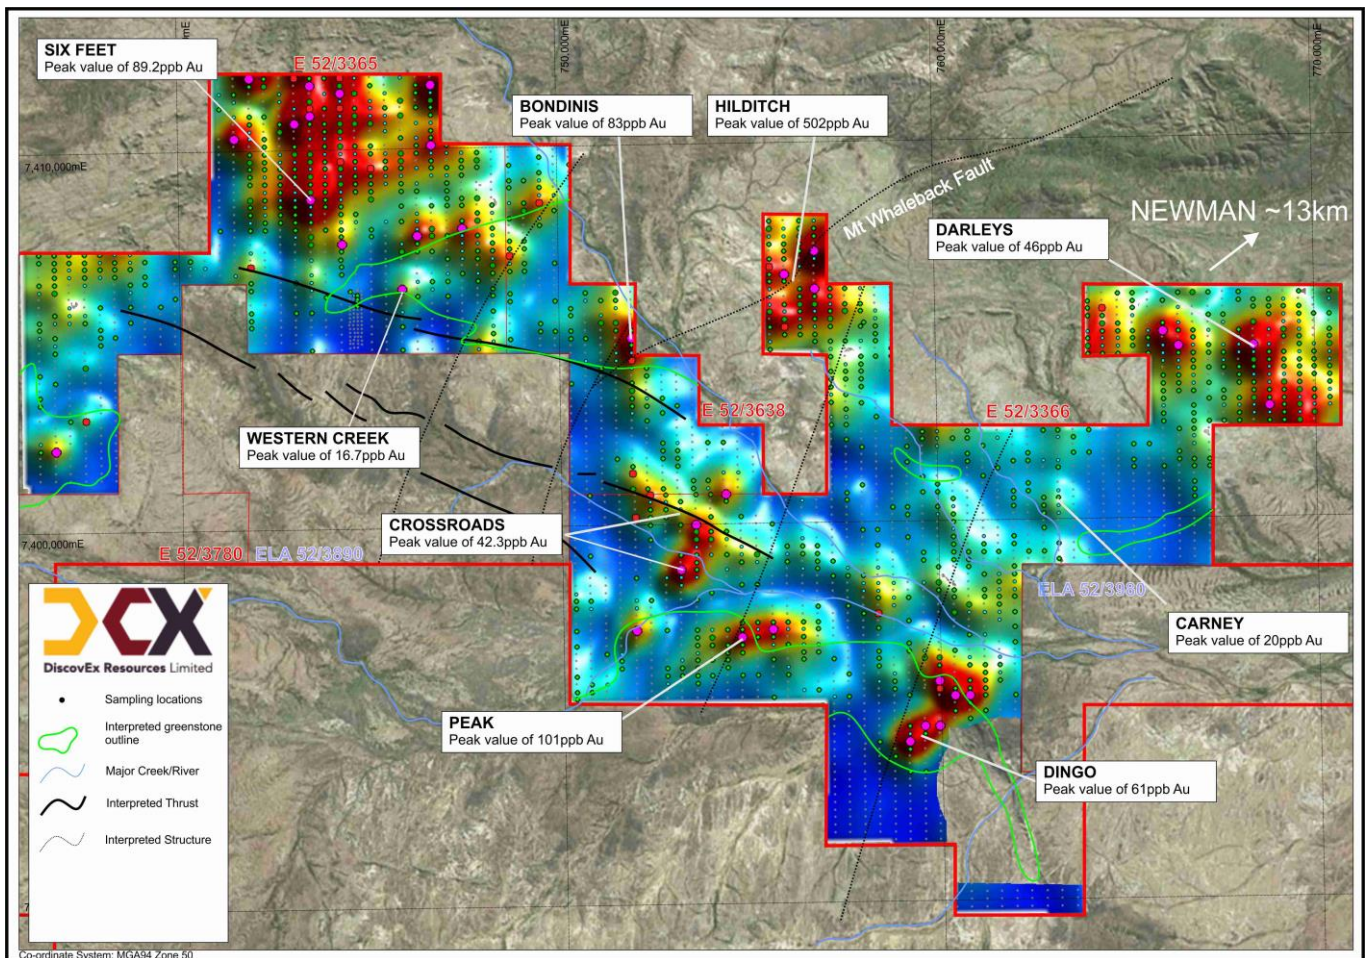 SIX FEET
Peak value of 89.2ppb Au
E 52/3365
750,000mE
760,000mE
770,000mE
BONDINIS
Peak value of 83ppb Au
HILDITCH
Peak value of 502ppb Au
7,410,000mE
Mt Whaleback Fault
NEWMAN ~13km
DARLEYS
Peak value of 46ppb Au
WESTERN CREEK
Peak value of 16.7ppb Au
E 52/3638
E 52/3366
CROSSROADS
Peak value of 42.3ppb Au
7,400,000mE
E 52/3780
ELA 52/3890
ELA 52/3980
CARNEY
Peak value of 20ppb Au
PEAK
Peak value of 101ppb Au
DINGO
Peak value of 61ppb Au
DCX
DiscovEx Resources Limited
Sampling locations
Interpreted greenstone
outline
Major Creek/River
Interpreted Thrust
Interpreted Structure
Co-ordinate System: MGA94 Zone 50